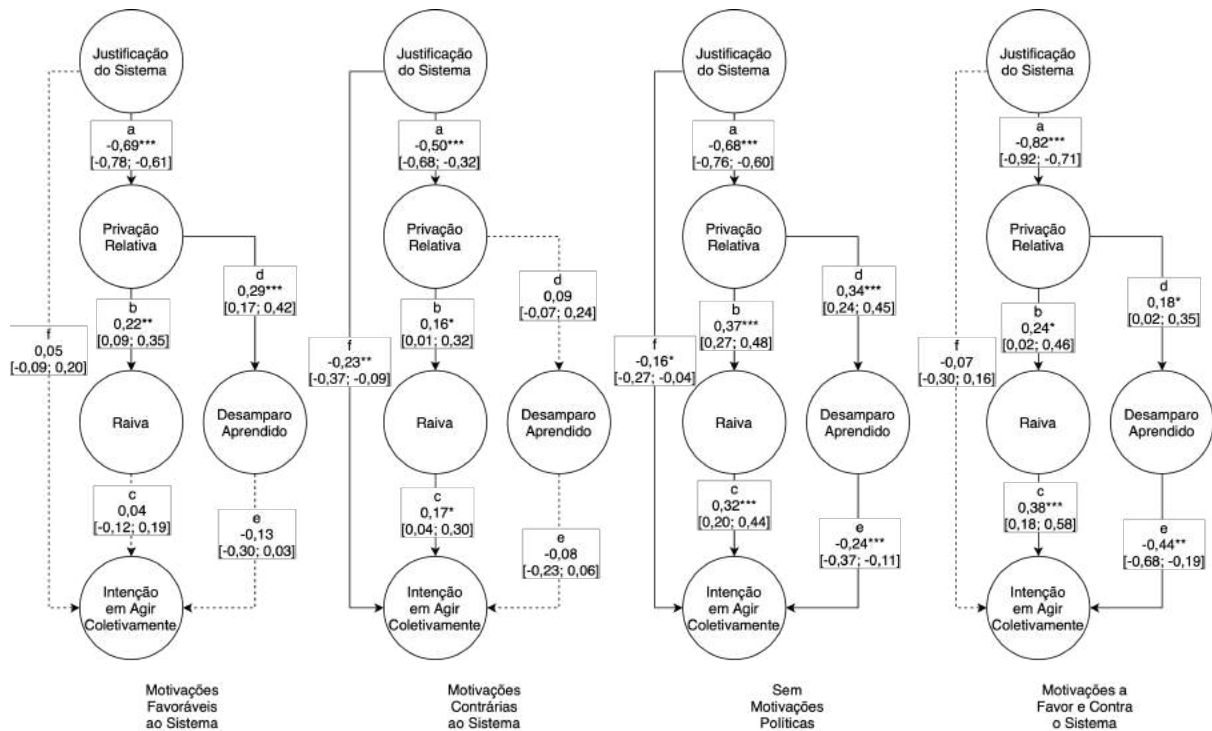 Justificação
do Sistema
a
-0,69***
[-0,78; -0,61]
Privação
Relativa
d
0,29***
[0,17; 0,42]
b
0,22**
[0,09; 0,35]
f
0,05
[-0,09; 0,20]
Raiva
Desamparo
Aprendido
c
0,04
[-0,12; 0,19]
e
-0,13
[-0,30; 0,03]
Intenção
em Agir
Coletivamente
Motivações
Favoráveis
ao Sistema
Justificação
do Sistema
a
-0,50***
[-0,68; -0,32]
Privação
Relativa
d
0,09
[-0,07; 0,24]
b
0,16*
[0,01; 0,32]
f
-0,23**
[-0,37; -0,09]
Raiva
Desamparo
Aprendido
c
0,17*
[0,04; 0,30]
e
-0,08
[-0,23; 0,06]
Intenção
em Agir
Coletivamente
Motivações
Contrárias
ao Sistema
Justificação
do Sistema
a
-0,68***
[-0,76; -0,60]
Privação
Relativa
d
0,34***
[0,24; 0,45]
b
0,37***
[0,27; 0,48]
f
-0,16*
[-0,27; -0,04]
Raiva
Desamparo
Aprendido
c
0,32***
[0,20; 0,44]
e
-0,24***
[-0,37; -0,11]
Intenção
em Agir
Coletivamente
Sem
Motivações
Políticas
Justificação
do Sistema
a
-0,82***
[-0,92; -0,71]
Privação
Relativa
d
0,18*
[0,02; 0,35]
b
0,24*
[0,02; 0,46]
f
-0,07
[-0,30; 0,16]
Raiva
Desamparo
Aprendido
c
0,38***
[0,18; 0,58]
e
-0,44**
[-0,68; -0,19]
Intenção
em Agir
Coletivamente
Motivações a
Favor e Contra
o Sistema